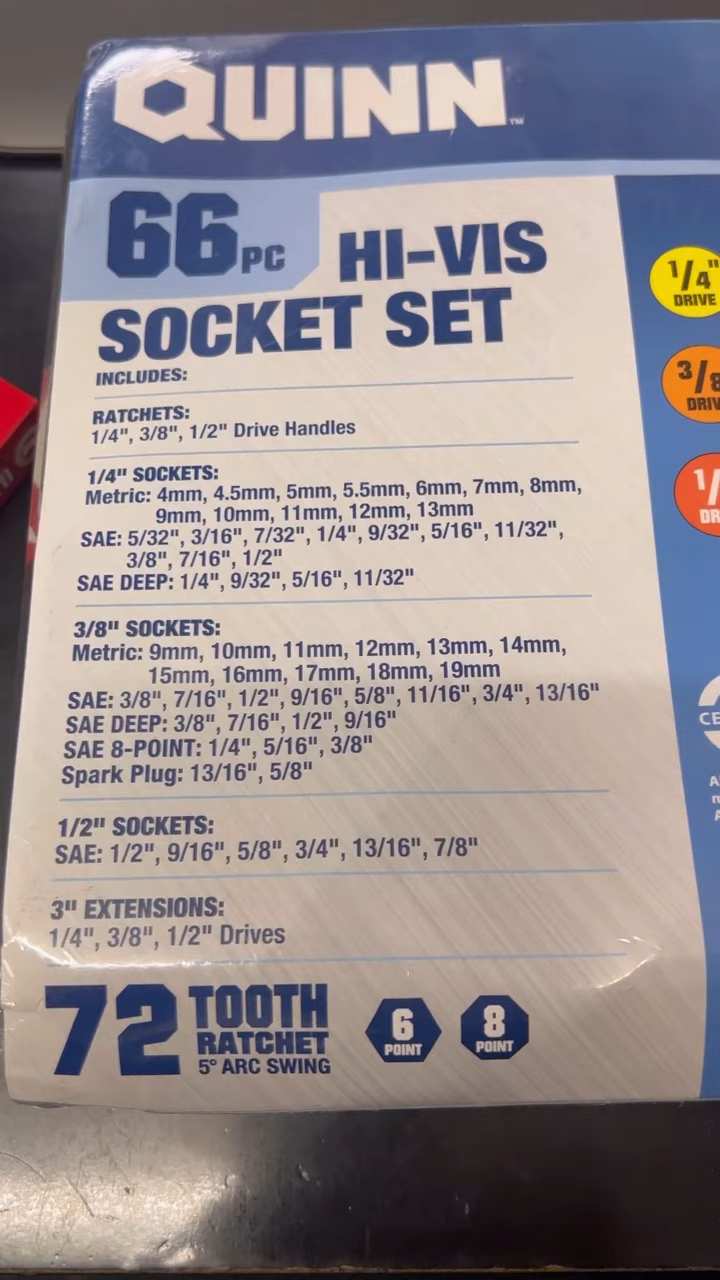 QUINN™
66 PC HI-VIS
SOCKET SET
INCLUDES:
RATCHETS:
1/4", 3/8", 1/2" Drive Handles
1/4" SOCKETS:
Metric: 4mm, 4.5mm, 5mm, 5.5mm, 6mm, 7mm, 8mm,
9mm, 10mm, 11mm, 12mm, 13mm
SAE: 5/32", 3/16", 7/32", 1/4", 9/32", 5/16", 11/32",
3/8", 7/16", 1/2"
SAE DEEP: 1/4", 9/32", 5/16", 11/32"
3/8" SOCKETS:
Metric: 9mm, 10mm, 11mm, 12mm, 13mm, 14mm,
15mm, 16mm, 17mm, 18mm, 19mm
SAE: 3/8", 7/16", 1/2", 9/16", 5/8", 11/16", 3/4", 13/16"
SAE DEEP: 3/8", 7/16", 1/2", 9/16"
SAE 8-POINT: 1/4", 5/16", 3/8"
Spark Plug: 13/16", 5/8"
1/2" SOCKETS:
SAE: 1/2", 9/16", 5/8", 3/4", 13/16", 7/8"
3" EXTENSIONS:
1/4", 3/8", 1/2" Drives
72 TOOTH
RATCHET
5° ARC SWING
6
POINT
8
POINT
1/4"
DRIVE
3/8